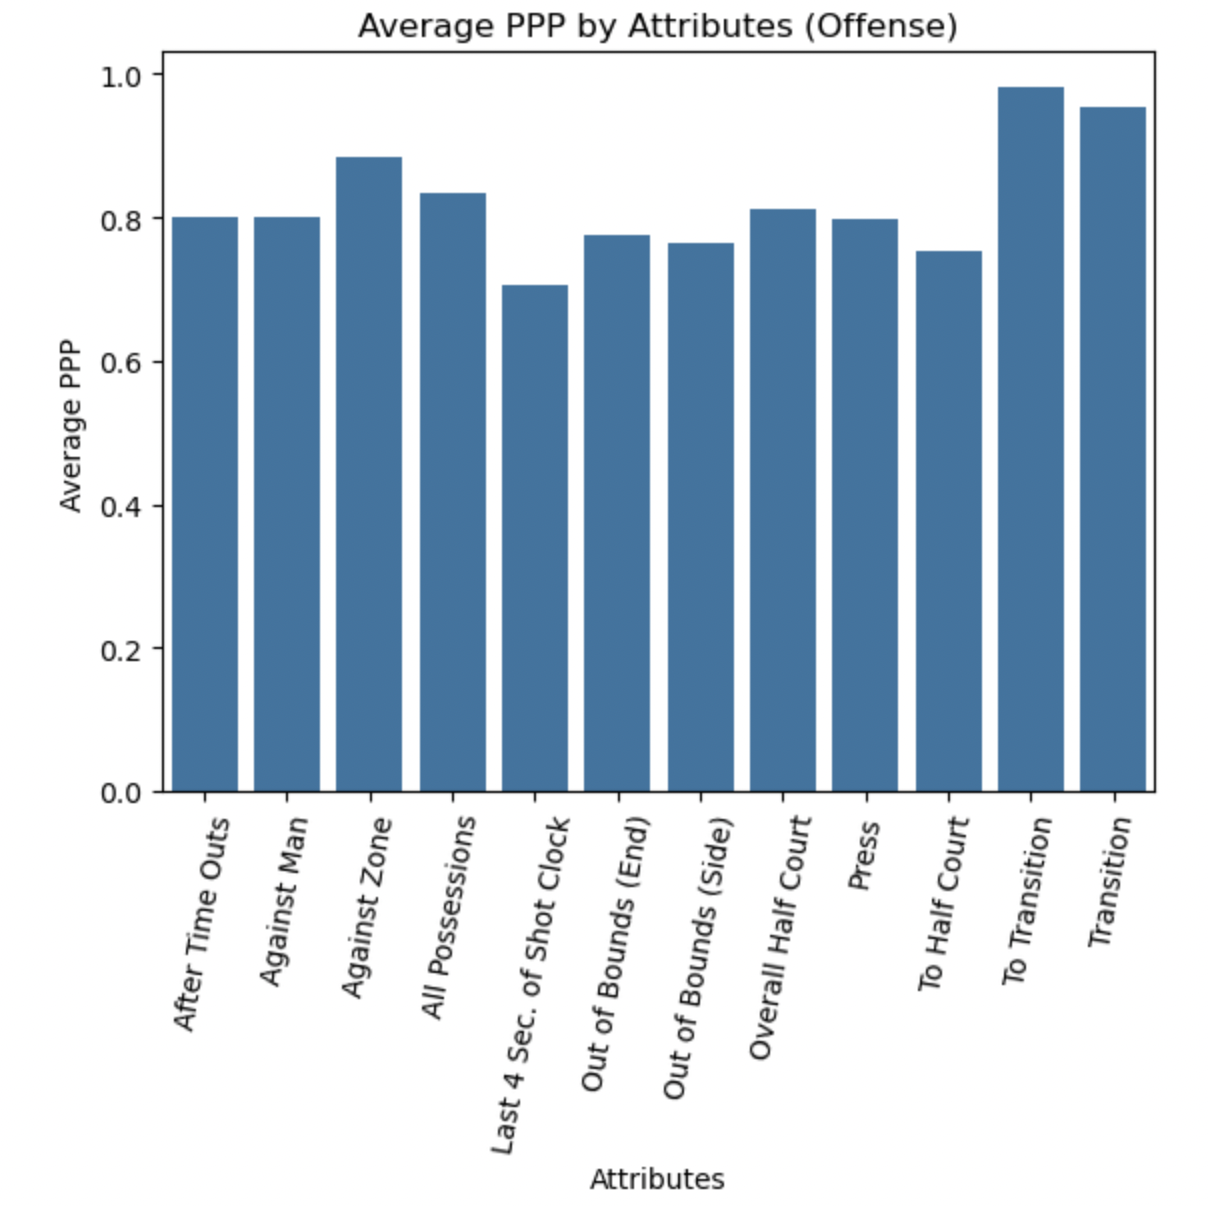 Average PPP by Attributes (Offense)
1.0
0.8
0.6
0.4
0.2
0.0
Average PPP
After Time Outs
Against Man
Against Zone
All Possessions
Last 4 Sec. of Shot Clock
Out of Bounds (End)
Out of Bounds (Side)
Overall Half Court
Press
To Half Court
To Transition
Transition
Attributes